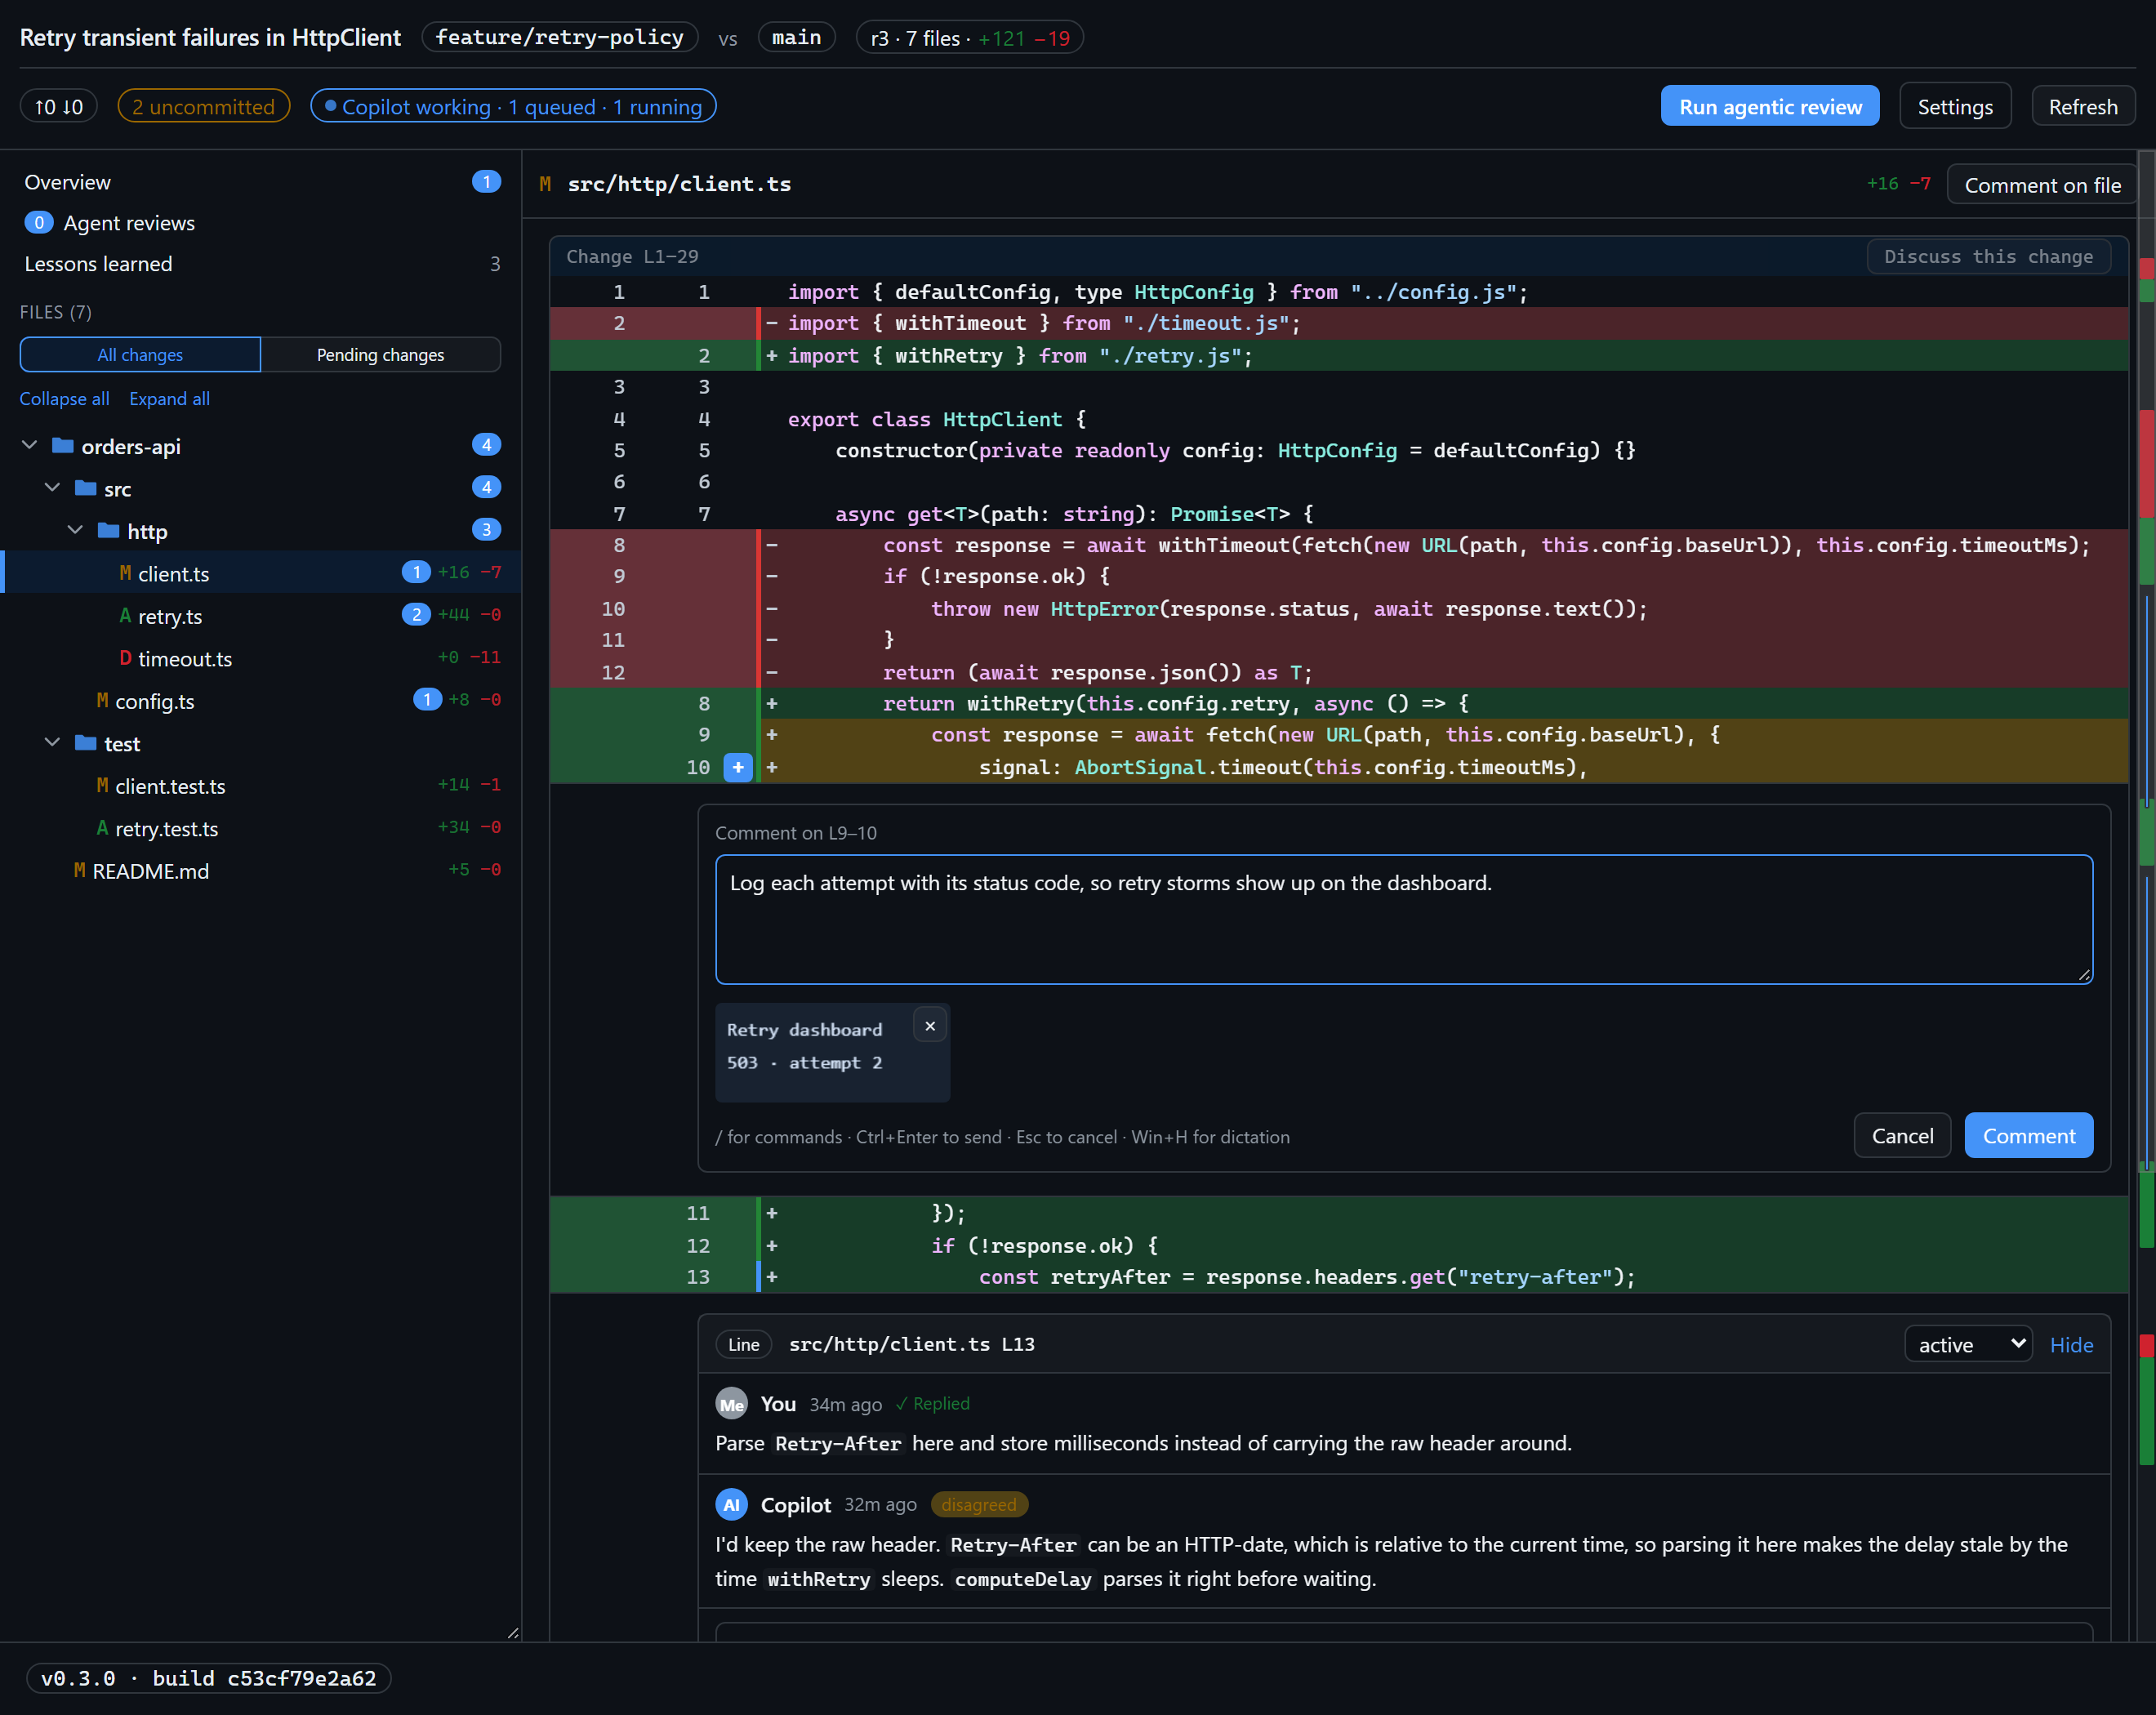 Retry transient failures in HttpClient feature/retry-policy vs main r3 · 7 files · +121 −19
↑0 ↓0 2 uncommitted Copilot working · 1 queued · 1 running Run agentic review Settings Refresh
Overview 1
0 Agent reviews
Lessons learned 3
FILES (7)
All changes Pending changes
Collapse all Expand all
orders-api 4
src 4
http 3
M client.ts 1 +16 −7
A retry.ts 2 +44 −0
D timeout.ts +0 −11
M config.ts 1 +8 −0
test
M client.test.ts +14 −1
A retry.test.ts +34 −0
M README.md +5 −0
M src/http/client.ts +16 −7 Comment on file
Change L1–29 Discuss this change
1 1 import { defaultConfig, type HttpConfig } from "../config.js";
2 − import { withTimeout } from "./timeout.js";
2 + import { withRetry } from "./retry.js";
3 3
4 4 export class HttpClient {
5 5 constructor(private readonly config: HttpConfig = defaultConfig) {}
6 6
7 7 async get<T>(path: string): Promise<T> {
8 − const response = await withTimeout(fetch(new URL(path, this.config.baseUrl)), this.config.timeoutMs);
9 − if (!response.ok) {
10 − throw new HttpError(response.status, await response.text());
11 − }
12 − return (await response.json()) as T;
8 + return withRetry(this.config.retry, async () => {
9 + const response = await fetch(new URL(path, this.config.baseUrl), {
10 + + signal: AbortSignal.timeout(this.config.timeoutMs),
Comment on L9–10
Log each attempt with its status code, so retry storms show up on the dashboard.
Retry dashboard ×
503 · attempt 2
/ for commands · Ctrl+Enter to send · Esc to cancel · Win+H for dictation Cancel Comment
11 + });
12 + if (!response.ok) {
13 + const retryAfter = response.headers.get("retry-after");
Line src/http/client.ts L13 active Hide
Me You 34m ago ✓ Replied
Parse Retry-After here and store milliseconds instead of carrying the raw header around.
AI Copilot 32m ago disagreed
I'd keep the raw header. Retry-After can be an HTTP-date, which is relative to the current time, so parsing it here makes the delay stale by the
time withRetry sleeps. computeDelay parses it right before waiting.
v0.3.0 · build c53cf79e2a62